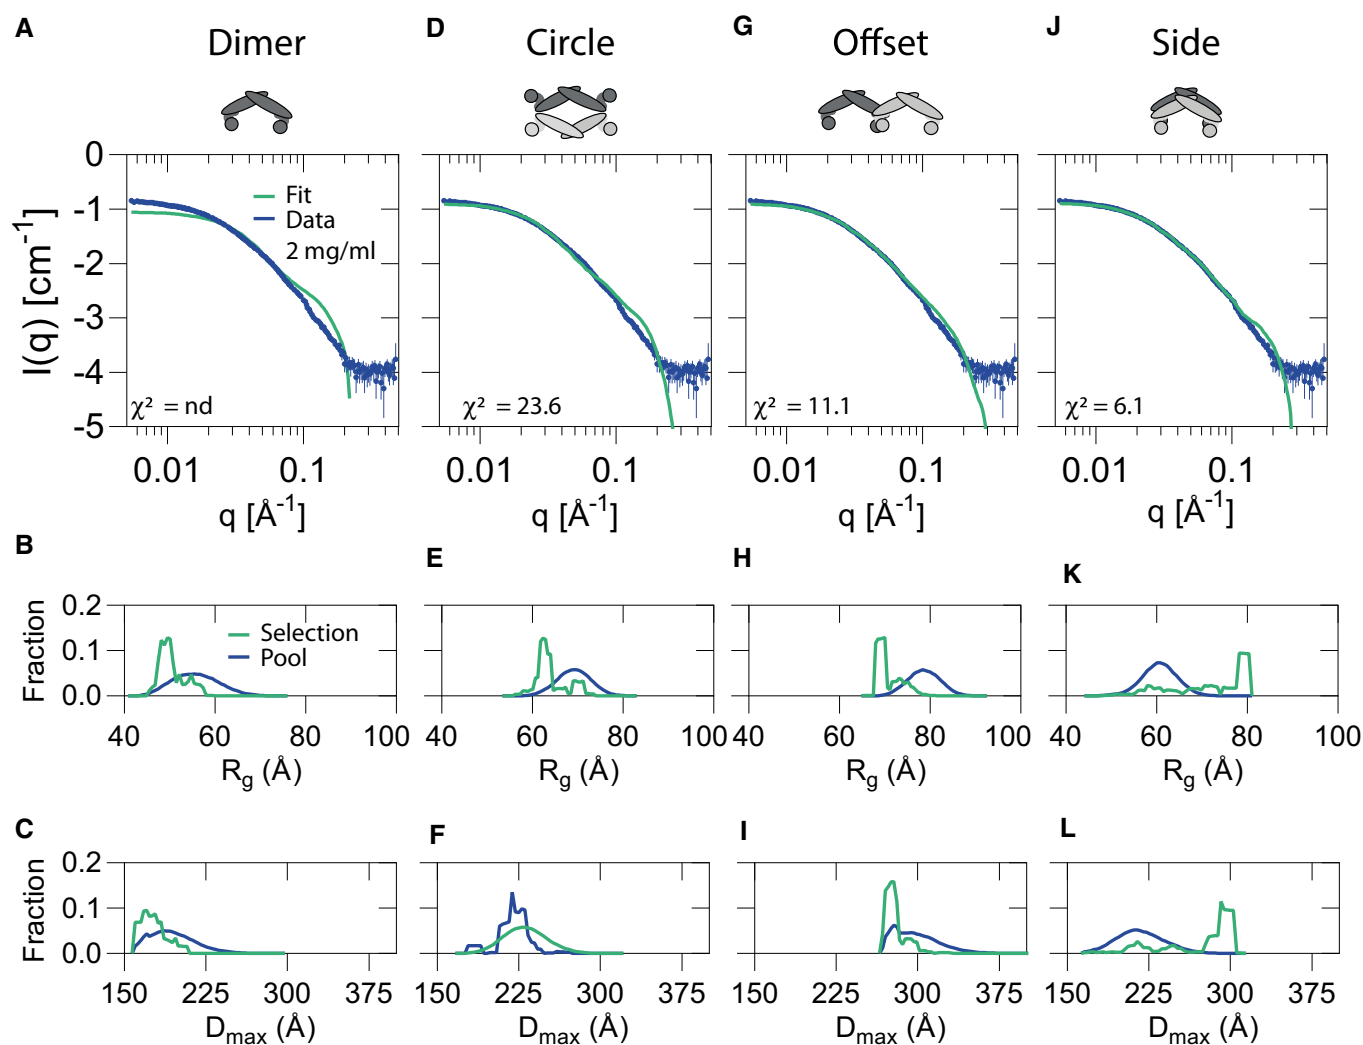 A
Dimer
D
Circle
G
Offset
J
Side
0
-1
-2
-3
-4
-5
I(q) [cm⁻¹]
Fit
Data
2 mg/ml
χ² = nd
χ² = 23.6
χ² = 11.1
χ² = 6.1
0.01 0.1
0.01 0.1
0.01 0.1
0.01 0.1
q [Å⁻¹]
q [Å⁻¹]
q [Å⁻¹]
q [Å⁻¹]
B
E
H
K
0.2
0.1
0.0
Fraction
Selection
Pool
40 60 80 100
40 60 80 100
40 60 80 100
40 60 80 100
Rg (Å)
Rg (Å)
Rg (Å)
Rg (Å)
C
F
I
L
0.2
0.1
0.0
Fraction
150 225 300 375
150 225 300 375
150 225 300 375
150 225 300 375
Dmax (Å)
Dmax (Å)
Dmax (Å)
Dmax (Å)